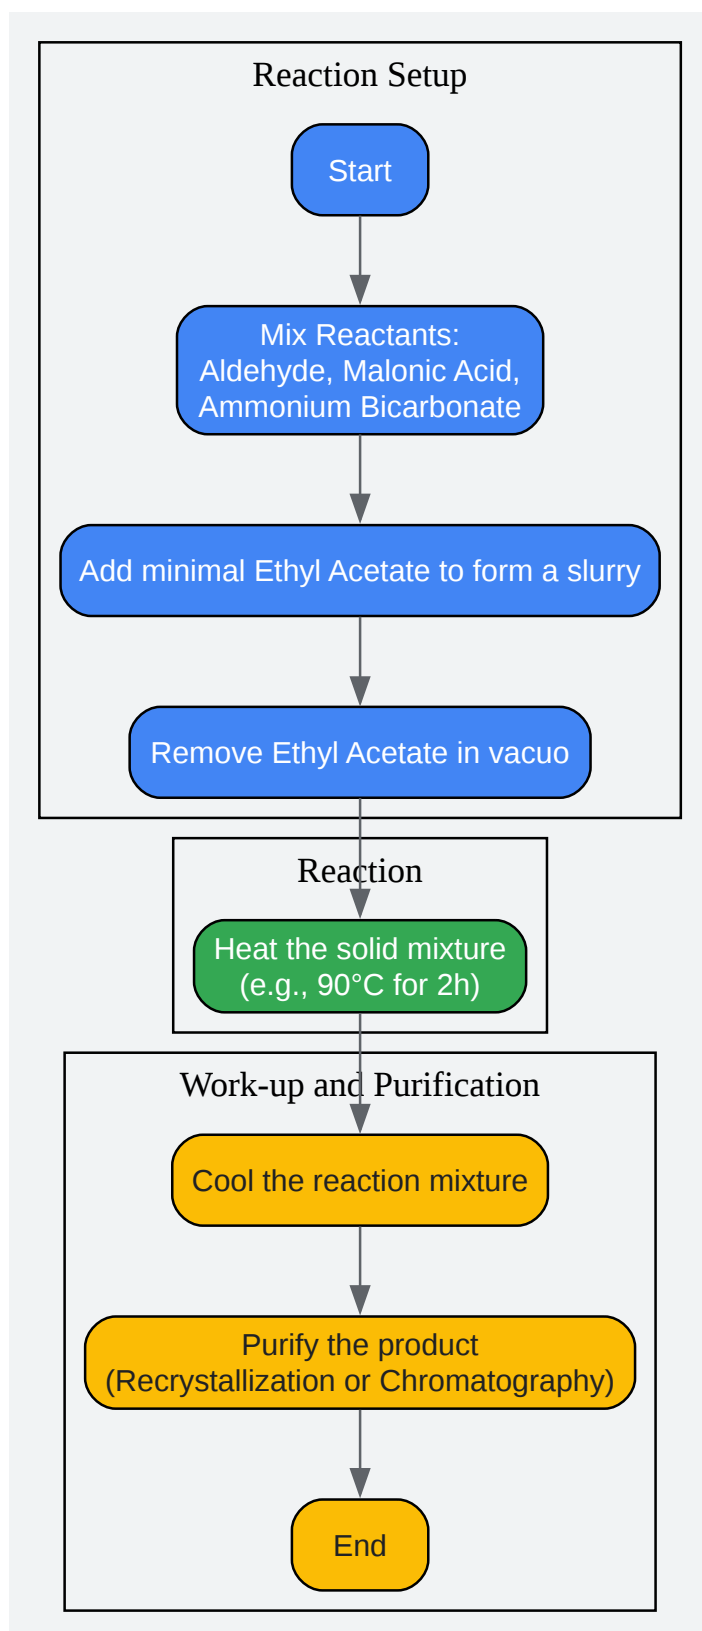 Reaction Setup
Start
Mix Reactants:
Aldehyde, Malonic Acid,
Ammonium Bicarbonate
Add minimal Ethyl Acetate to form a slurry
Remove Ethyl Acetate in vacuo
Reaction
Heat the solid mixture
(e.g., 90°C for 2h)
Work-up and Purification
Cool the reaction mixture
Purify the product
(Recrystallization or Chromatography)
End